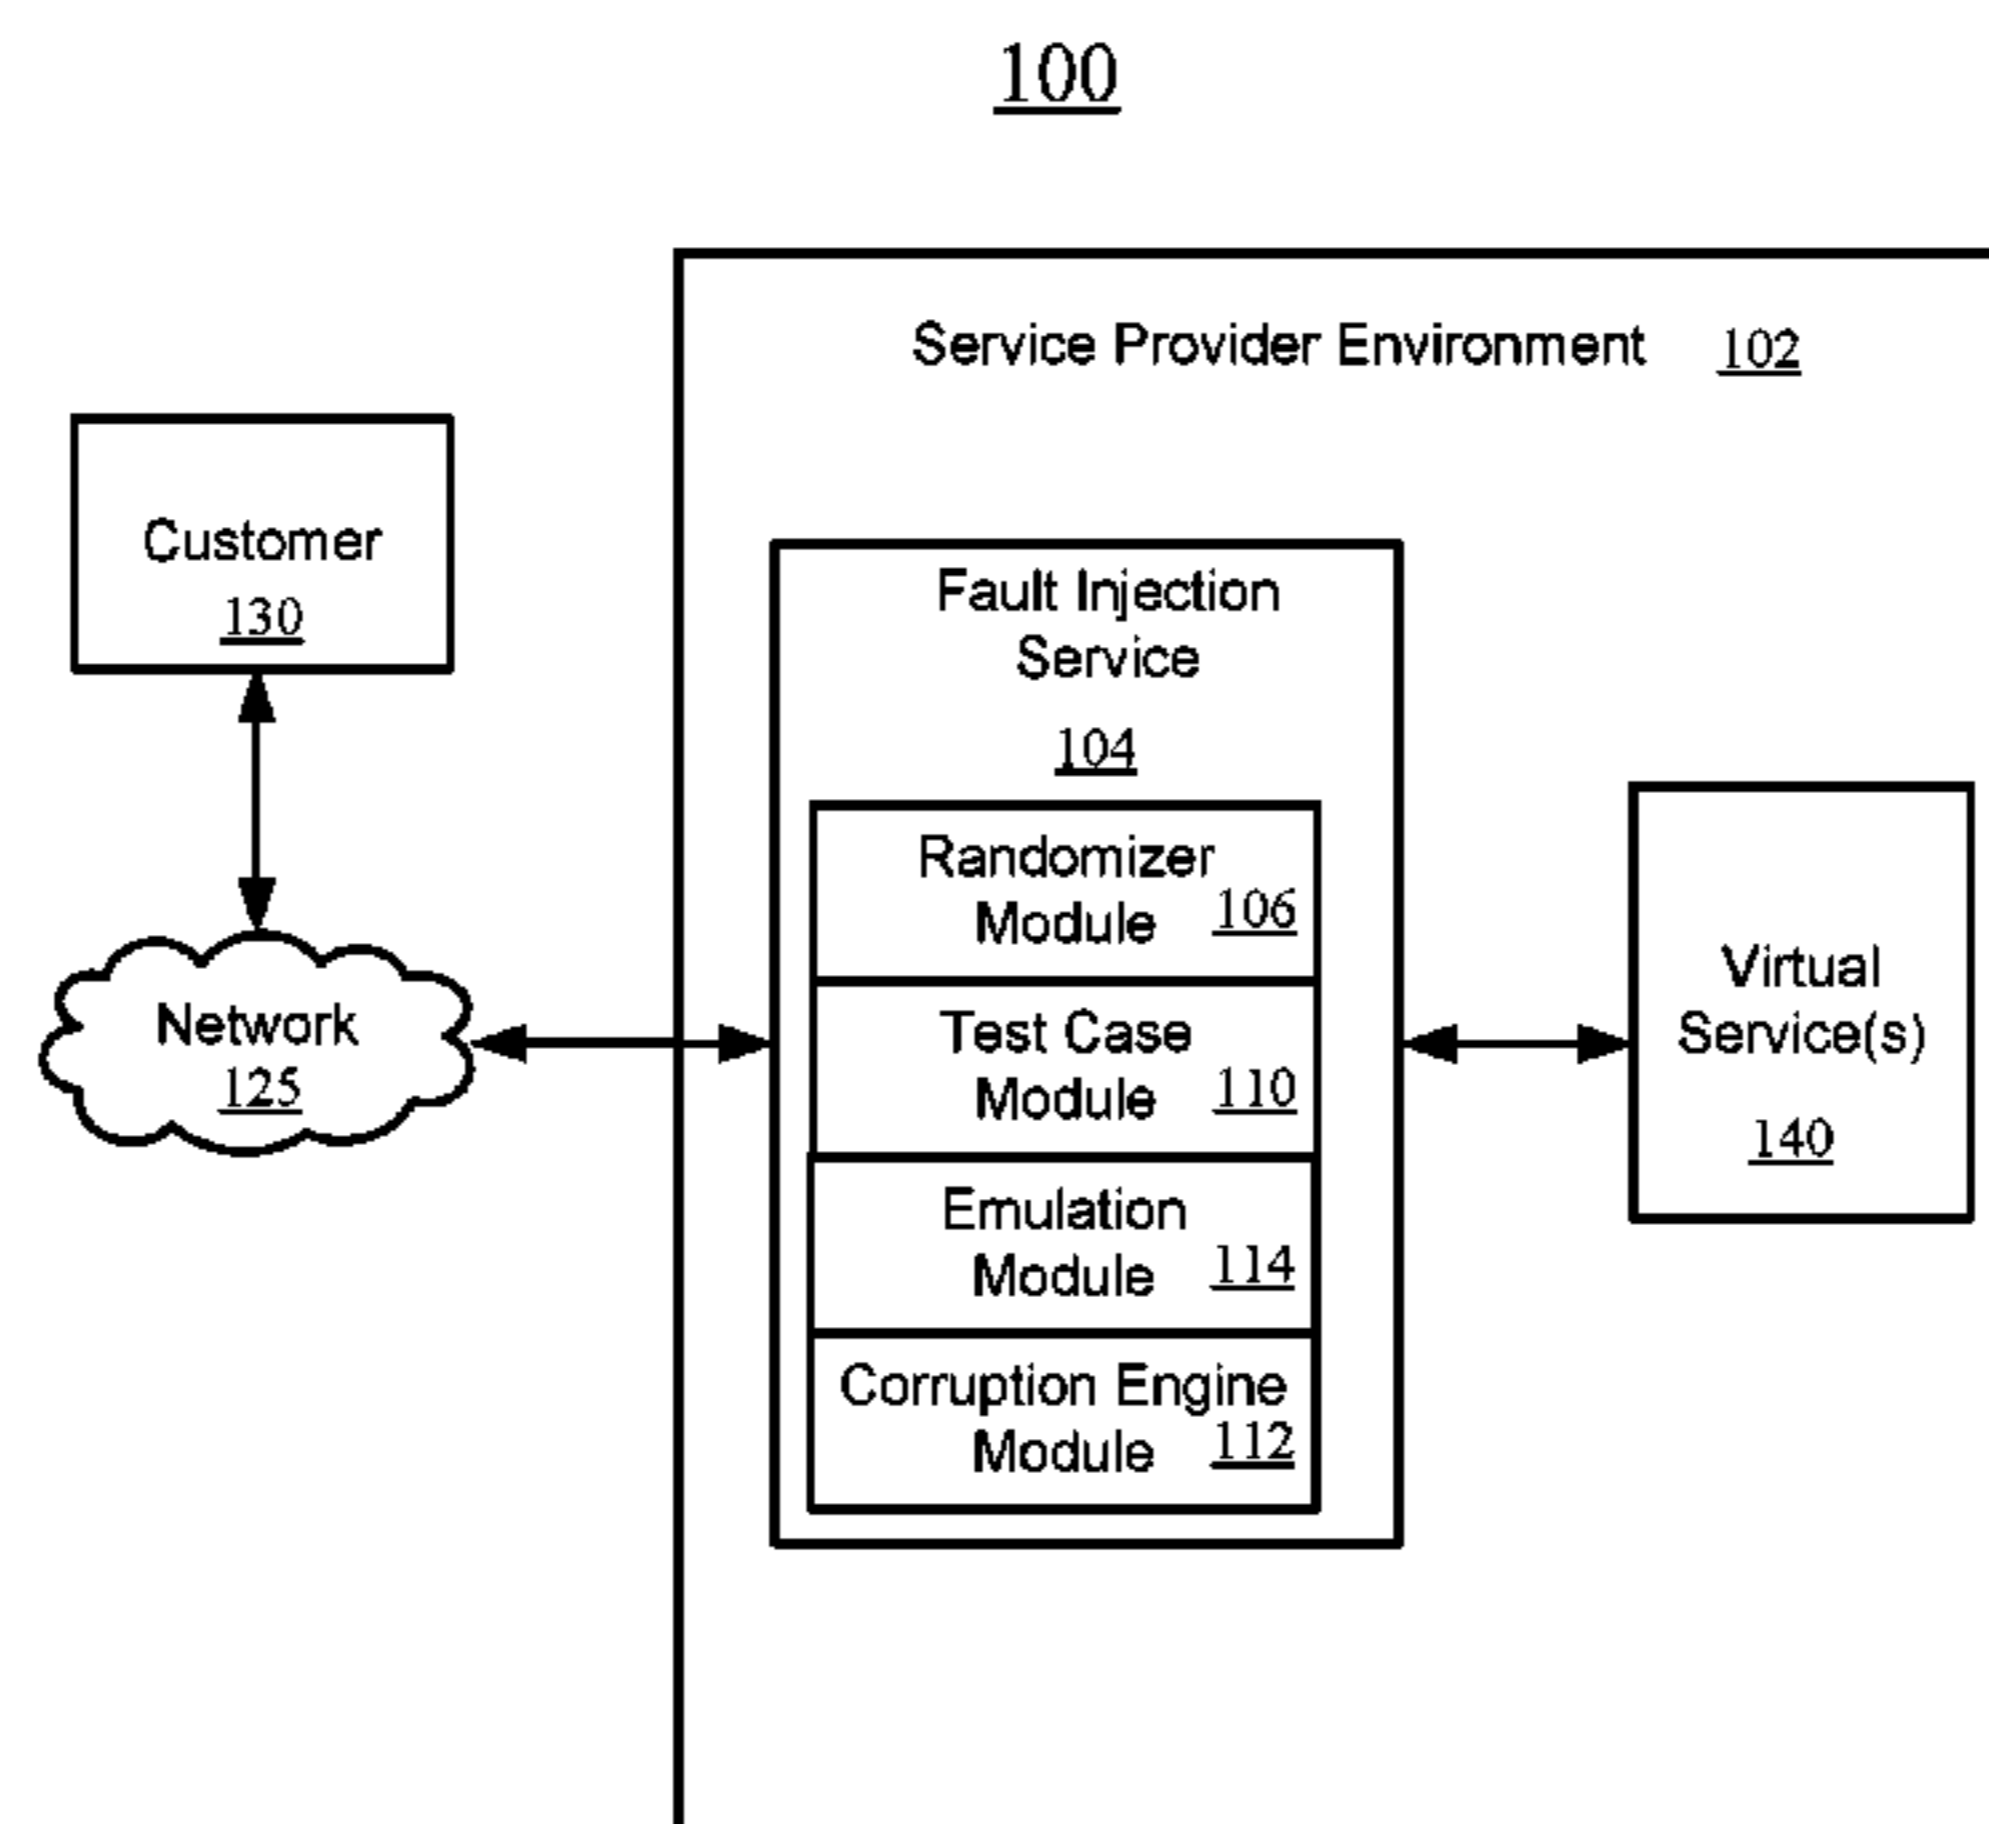 100
Service Provider Environment 102
Customer
130
Fault Injection
Service
104
Randomizer
Module 106
Network
125
Test Case
Module 110
Virtual
Service(s)
140
Emulation
Module 114
Corruption Engine
Module 112